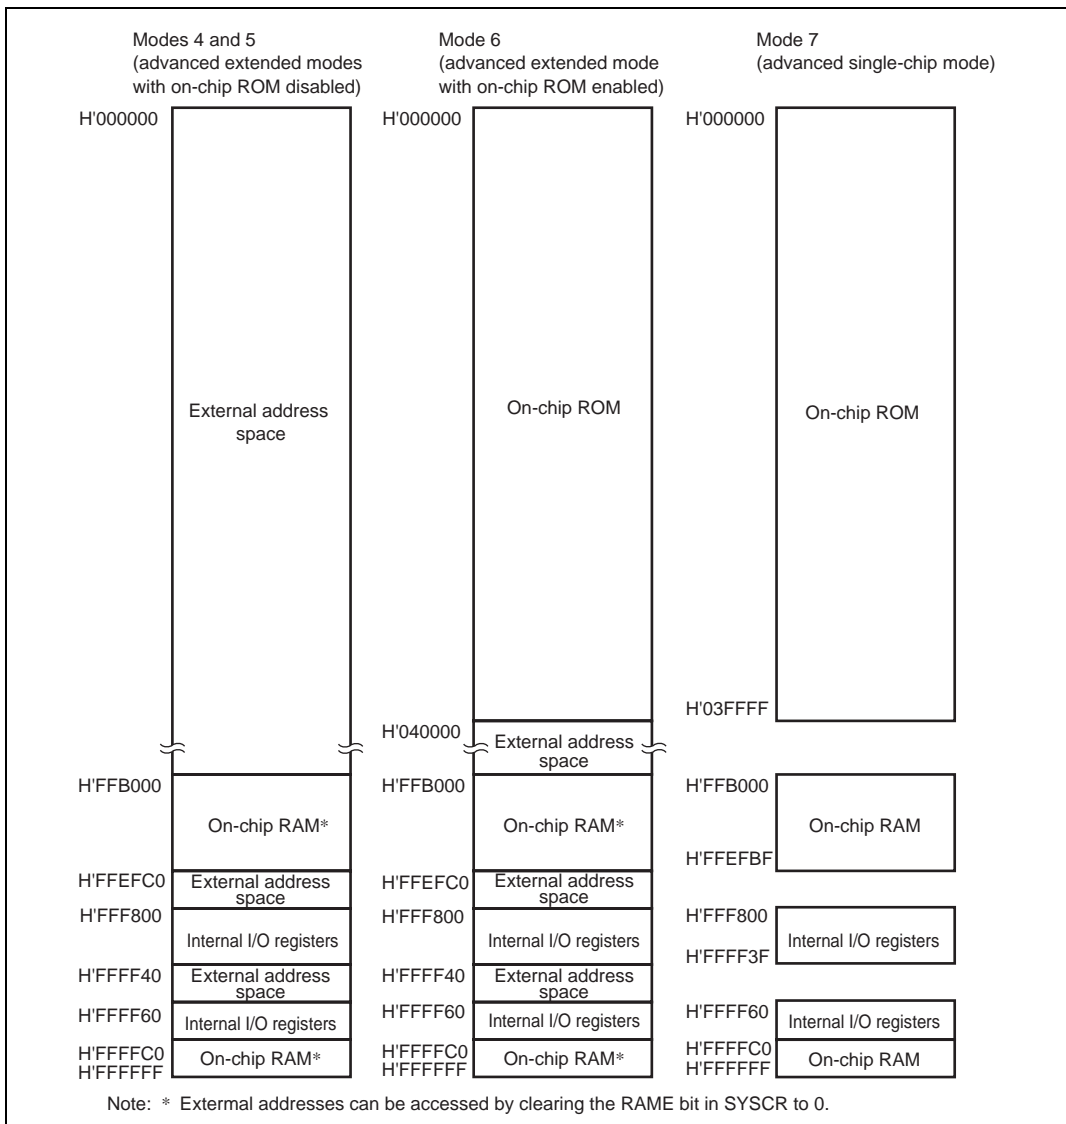 Modes 4 and 5
(advanced extended modes
with on-chip ROM disabled)
H'000000
External address
space
H'FFB000
On-chip RAM*
H'FFEFC0
External address
space
H'FFF800
Internal I/O registers
H'FFFF40
External address
space
H'FFFF60
Internal I/O registers
H'FFFFC0
On-chip RAM*
H'FFFFFF
Mode 6
(advanced extended mode
with on-chip ROM enabled)
H'000000
On-chip ROM
H'040000
External address
space
H'FFB000
On-chip RAM*
H'FFEFC0
External address
space
H'FFF800
Internal I/O registers
H'FFFF40
External address
space
H'FFFF60
Internal I/O registers
H'FFFFC0
On-chip RAM*
H'FFFFFF
Mode 7
(advanced single-chip mode)
H'000000
On-chip ROM
H'03FFFF
H'FFB000
On-chip RAM
H'FFEFBF
H'FFF800
Internal I/O registers
H'FFFF3F
H'FFFF60
Internal I/O registers
H'FFFFC0
On-chip RAM
H'FFFFFF
Note: * Extermal addresses can be accessed by clearing the RAME bit in SYSCR to 0.